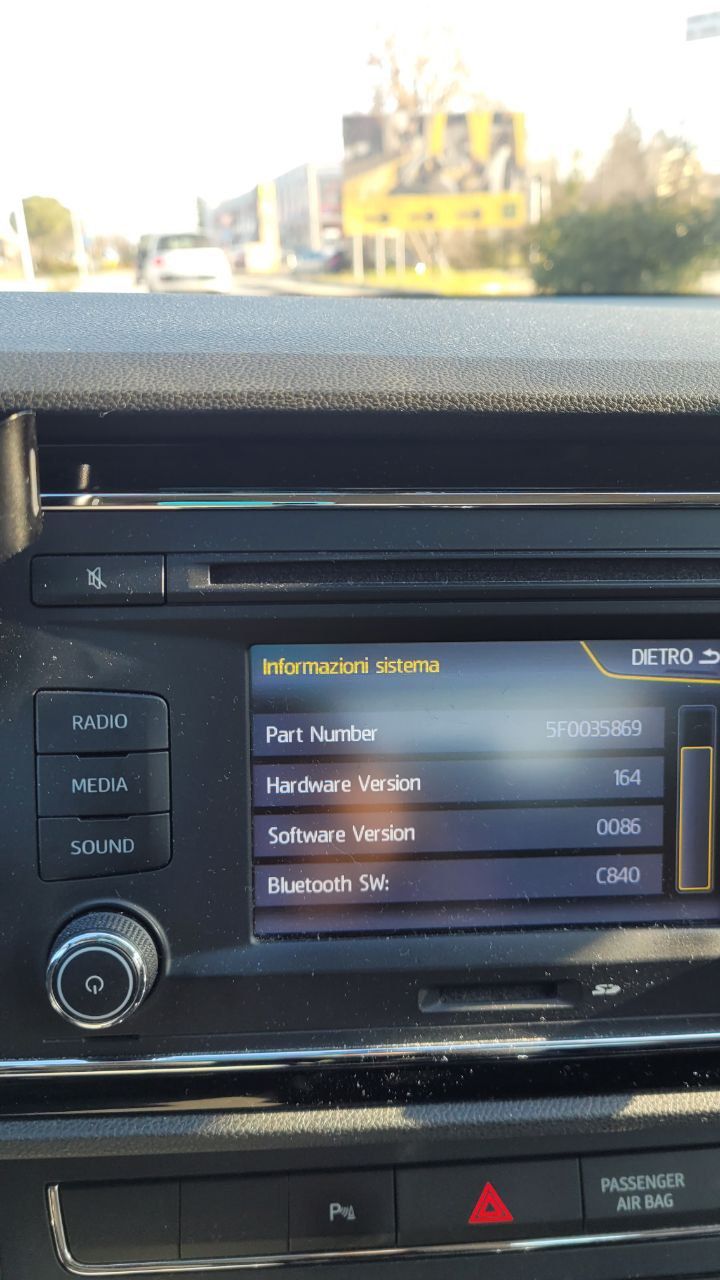 Informazioni sistema
DIETRO
Part Number 5F0035869
Hardware Version 164
Software Version 0086
Bluetooth SW: C840
RADIO
MEDIA
SOUND
SD
P
PASSENGER
AIR BAG